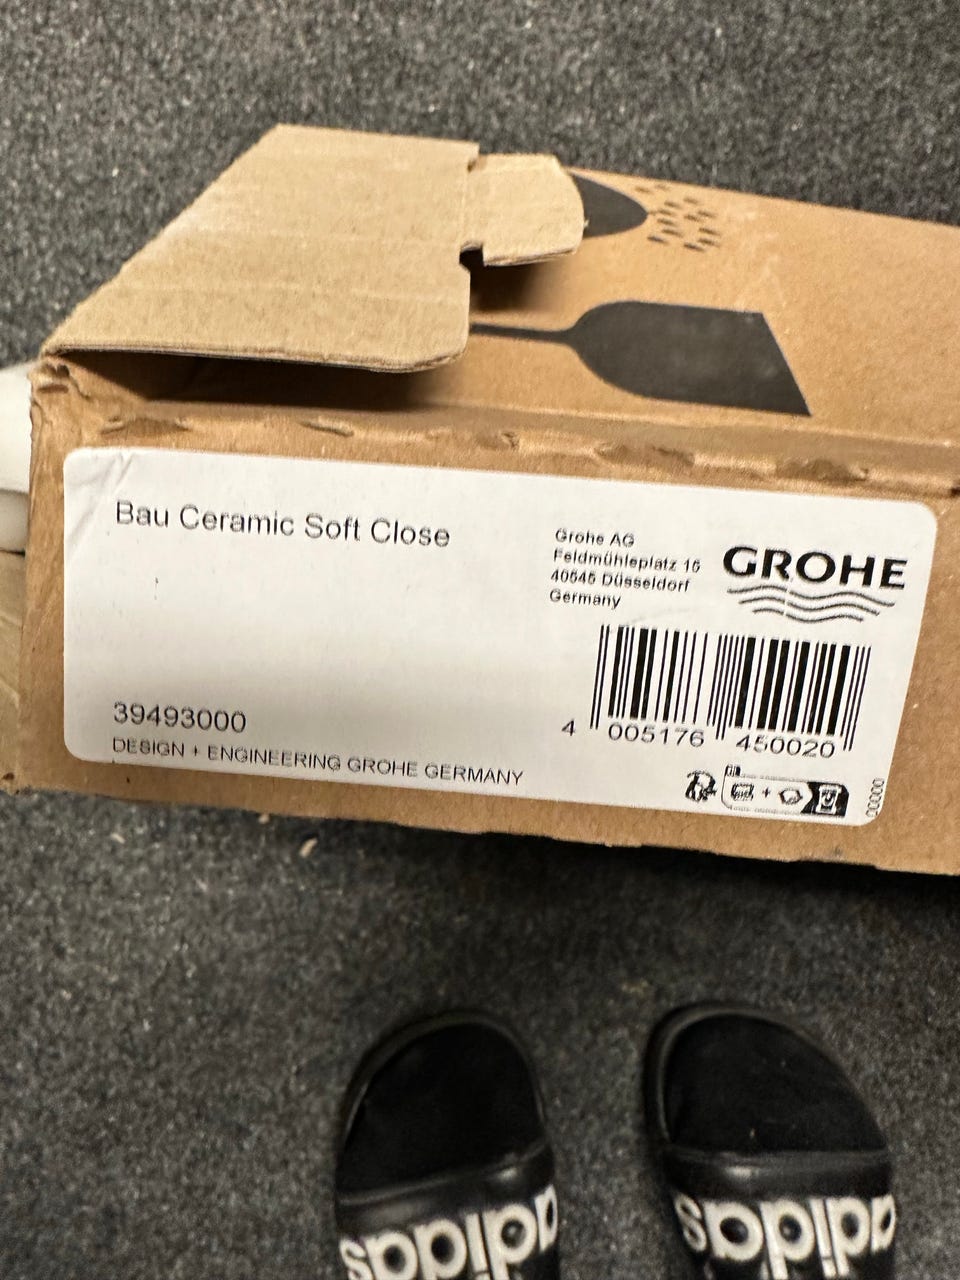 Bau Ceramic Soft Close
Grohe AG
Feldmühleplatz 15
40545 Düsseldorf
Germany
GROHE
4 005176 450020
39493000
DESIGN + ENGINEERING GROHE GERMANY
00000
adidas
adidas